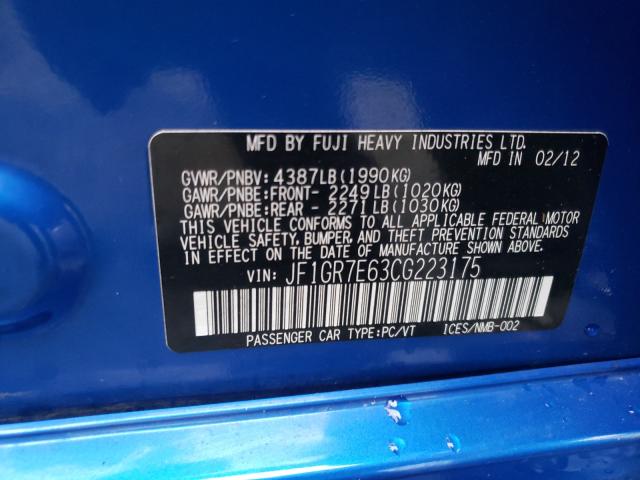 MFD BY FUJI HEAVY INDUSTRIES LTD.
MFD IN 02/12
GVWR/PNBV: 4387LB(1990KG)
GAWR/PNBE:FRONT- 2249LB(1020KG)
GAWR/PNBE:REAR - 2271LB(1030KG)
THIS VEHICLE CONFORMS TO ALL APPLICABLE FEDERAL MOTOR
VEHICLE SAFETY, BUMPER, AND THEFT PREVENTION STANDARDS
IN EFFECT ON THE DATE OF MANUFACTURE SHOWN ABOVE.
VIN: JF1GR7E63CG223175
PASSENGER CAR TYPE:PC/VT ICES/NMB-002